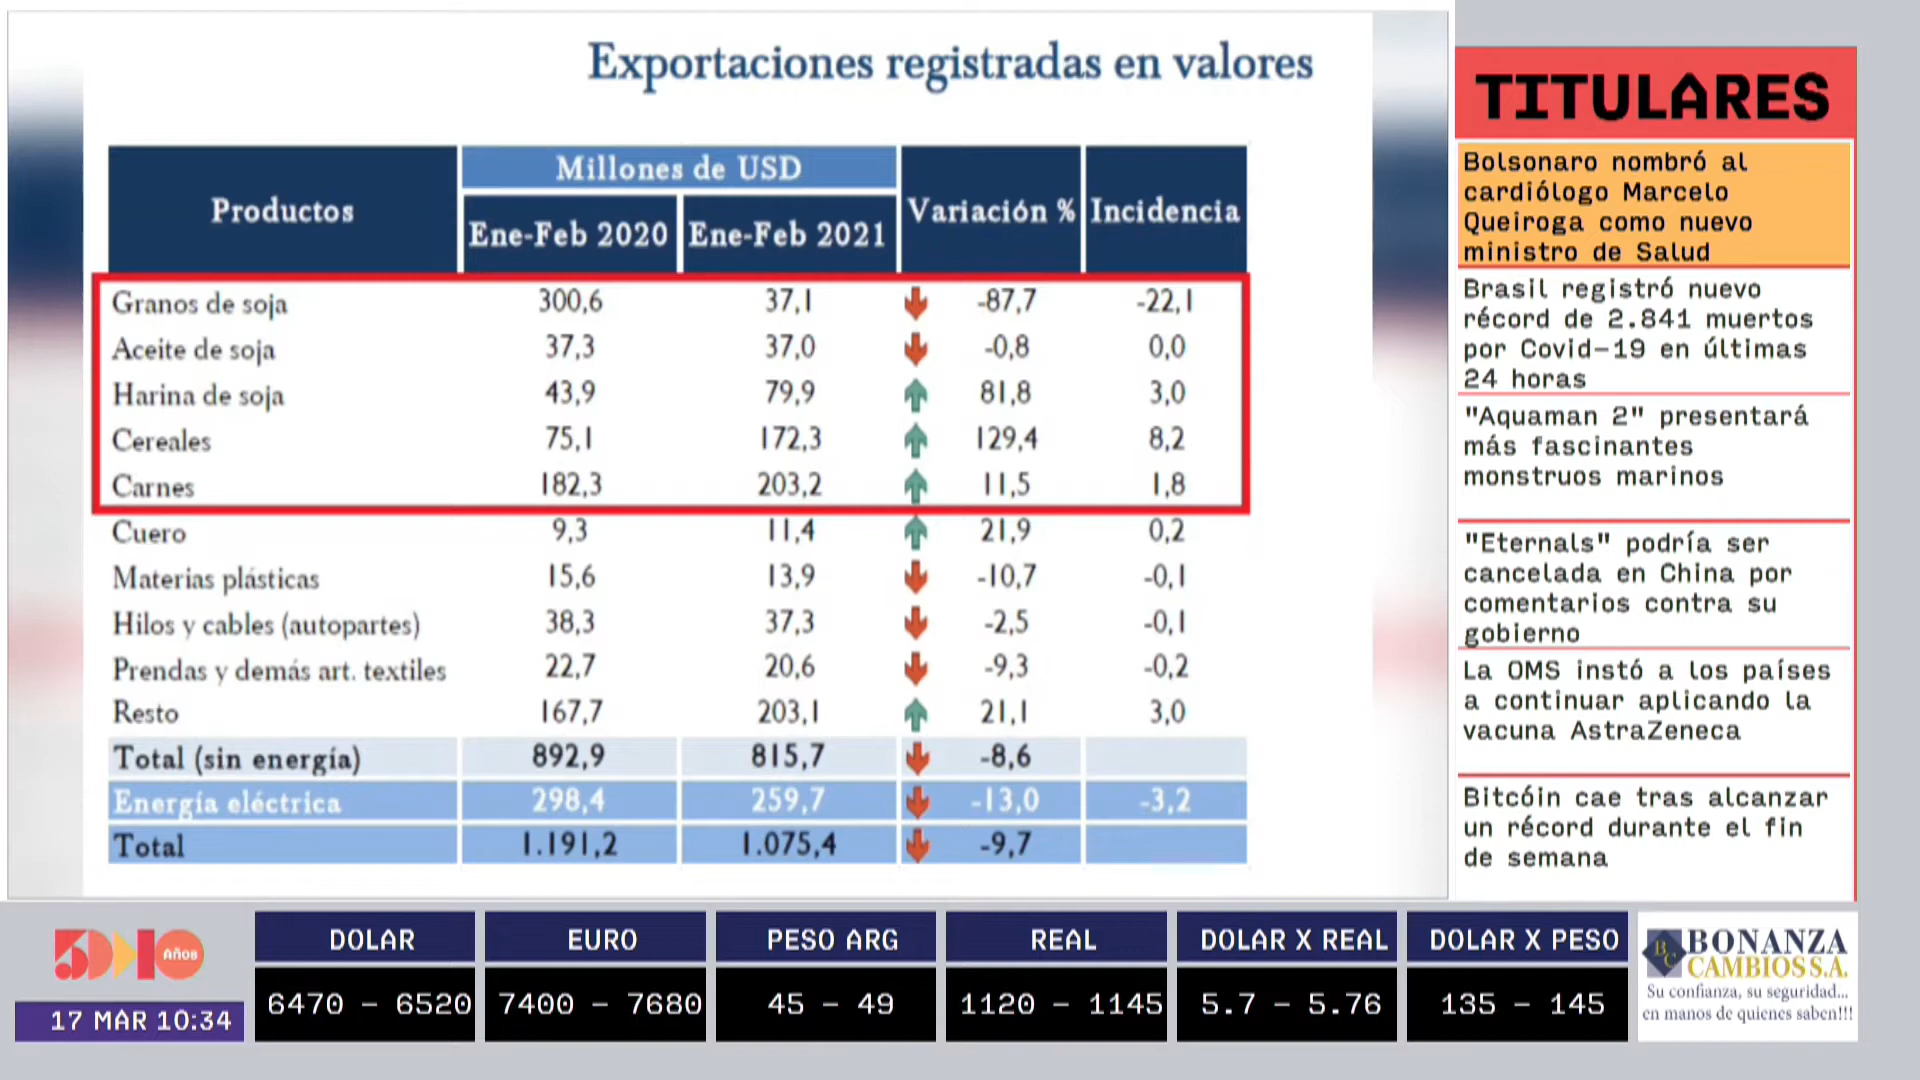 Exportaciones registradas en valores
Productos
Millones de USD
Ene-Feb 2020 Ene-Feb 2021
Variación % Incidencia
Granos de soja 300,6 37,1 -87,7 -22,1
Aceite de soja 37,3 37,0 -0,8 0,0
Harina de soja 43,9 79,9 81,8 3,0
Cereales 75,1 172,3 129,4 8,2
Carnes 182,3 203,2 11,5 1,8
Cuero 9,3 11,4 21,9 0,2
Materias plásticas 15,6 13,9 -10,7 -0,1
Hilos y cables (autopartes) 38,3 37,3 -2,5 -0,1
Prendas y demás art. textiles 22,7 20,6 -9,3 -0,2
Resto 167,7 203,1 21,1 3,0
Total (sin energía) 892,9 815,7 -8,6
Energía eléctrica 298,4 259,7 -13,0 -3,2
Total 1.191,2 1.075,4 -9,7
TITULARES
Bolsonaro nombró al
cardiólogo Marcelo
Queiroga como nuevo
ministro de Salud
Brasil registró nuevo
récord de 2.841 muertos
por Covid-19 en últimas
24 horas
"Aquaman 2" presentará
más fascinantes
monstruos marinos
"Eternals" podría ser
cancelada en China por
comentarios contra su
gobierno
La OMS instó a los países
a continuar aplicando la
vacuna AstraZeneca
Bitcóin cae tras alcanzar
un récord durante el fin
de semana
Años
17 MAR 10:34
DOLAR EURO PESO ARG REAL DOLAR X REAL DOLAR X PESO
6470 - 6520 7400 - 7680 45 - 49 1120 - 1145 5.7 - 5.76 135 - 145
BC
BONANZA
CAMBIOS S.A.
Su confianza, su seguridad...
en manos de quienes saben!!!